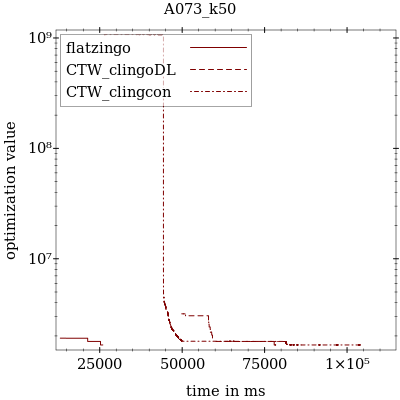 A073_k50
10⁹
flatzingo
CTW_clingoDL
CTW_clingcon
10⁸
10⁷
optimization value
25000 50000 75000 1×10⁵
time in ms